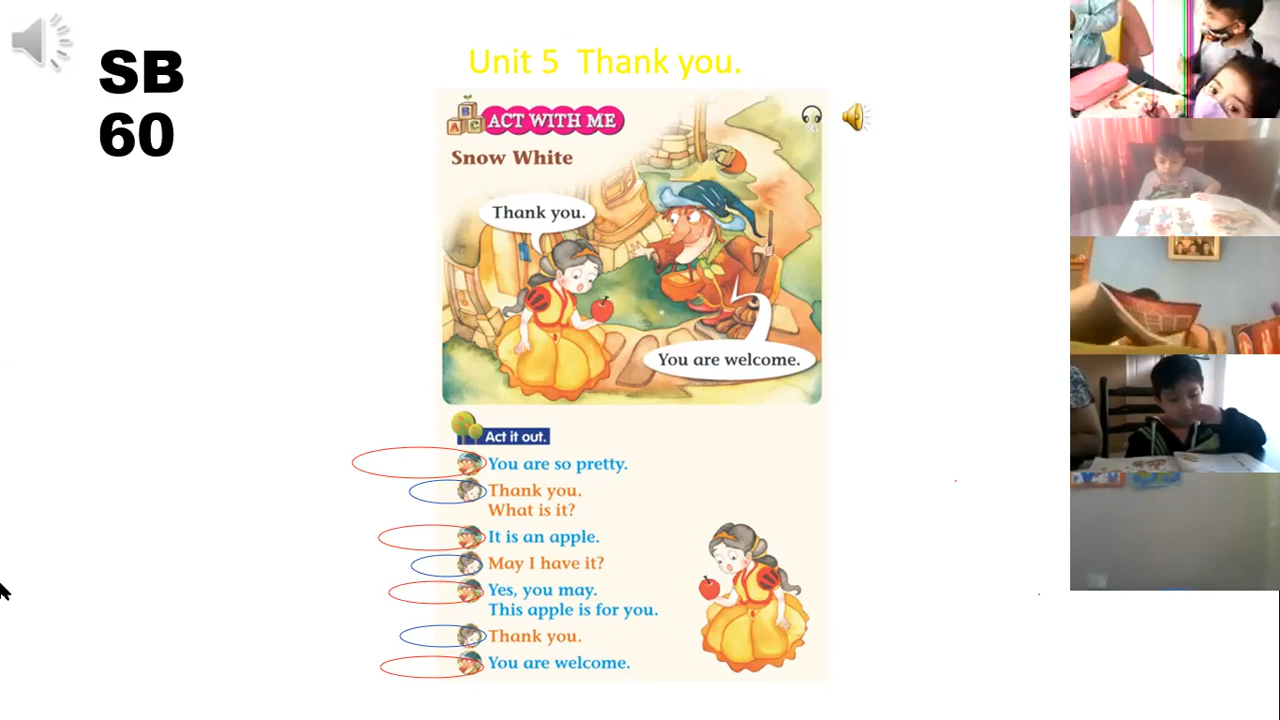 SB
60
Unit 5 Thank you.
ACT WITH ME
Snow White
Thank you.
You are welcome.
Act it out.
You are so pretty.
Thank you.
What is it?
It is an apple.
May I have it?
Yes, you may.
This apple is for you.
Thank you.
You are welcome.